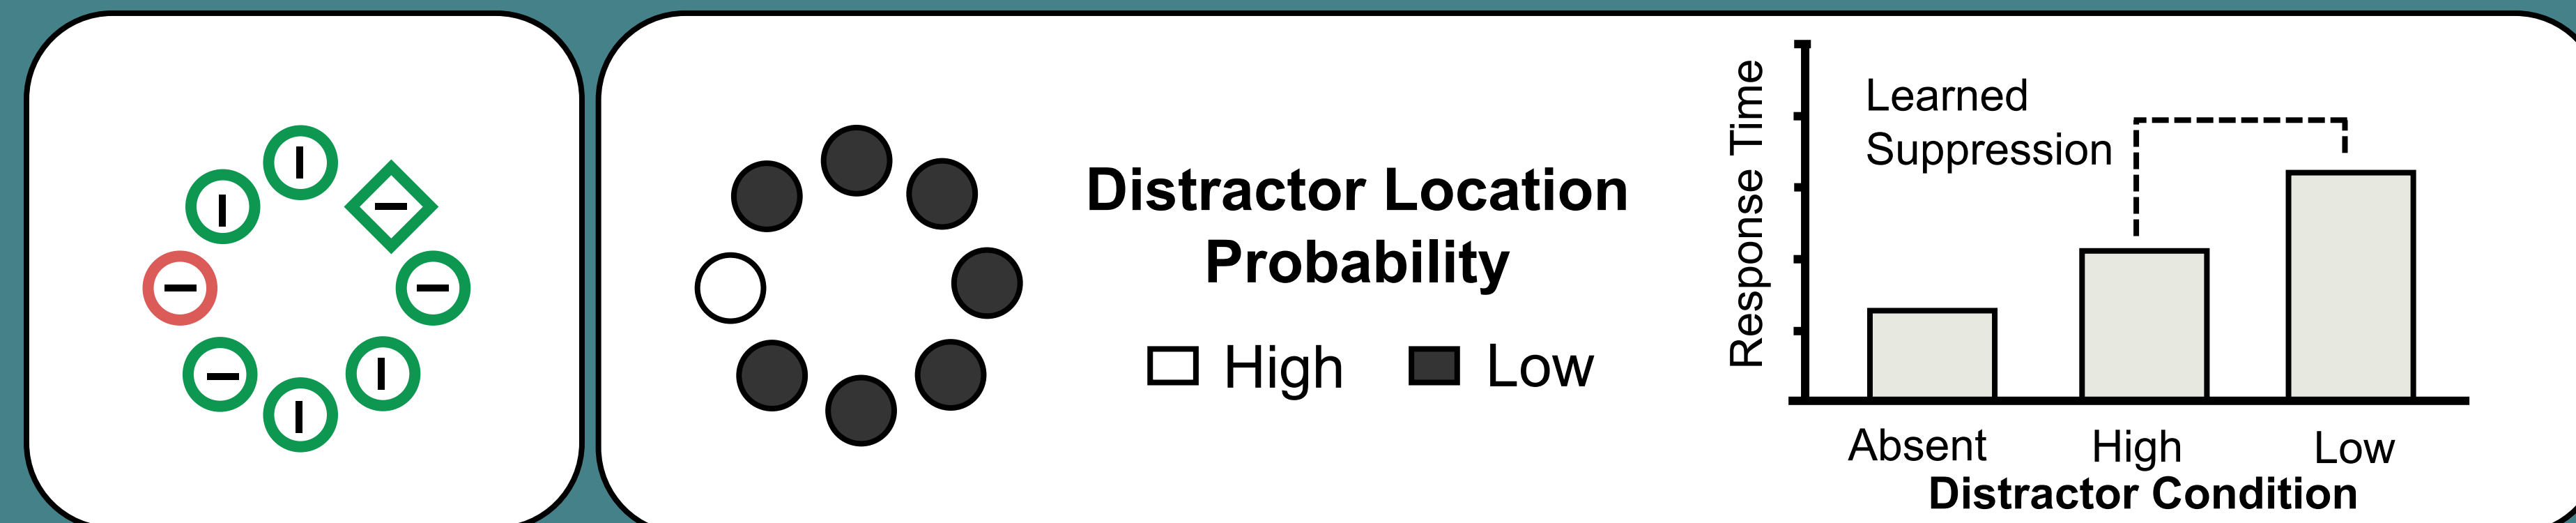 Distractor Location
Probability
High
Low
Response Time
Learned
Suppression
Absent
High
Low
Distractor Condition